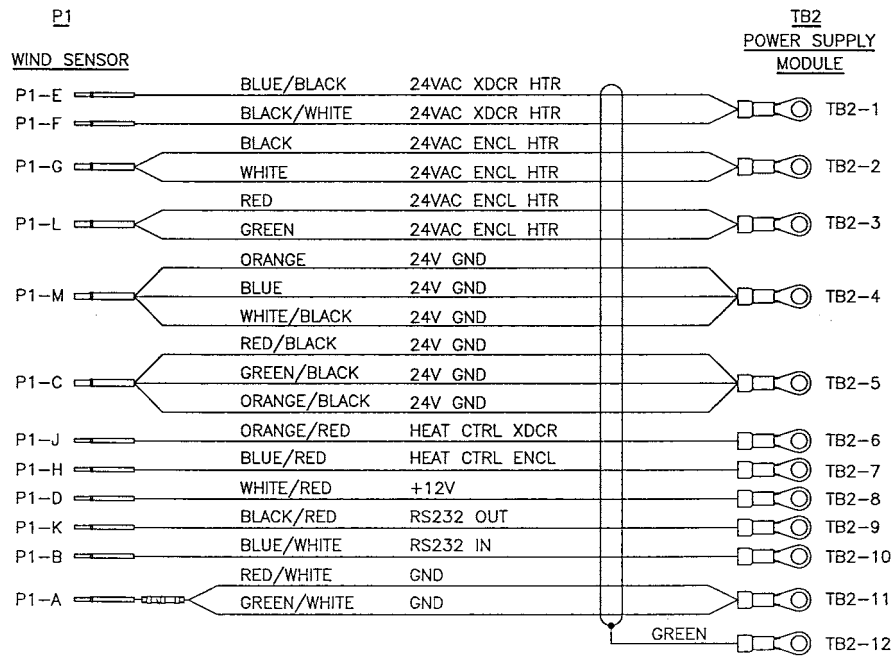 P1
TB2
POWER SUPPLY
MODULE
WIND SENSOR
P1-E BLUE/BLACK 24VAC XDCR HTR
P1-F BLACK/WHITE 24VAC XDCR HTR TB2-1
BLACK 24VAC ENCL HTR
P1-G TB2-2
WHITE 24VAC ENCL HTR
RED 24VAC ENCL HTR
P1-L TB2-3
GREEN 24VAC ENCL HTR
ORANGE 24V GND
P1-M BLUE 24V GND TB2-4
WHITE/BLACK 24V GND
RED/BLACK 24V GND
P1-C GREEN/BLACK 24V GND TB2-5
ORANGE/BLACK 24V GND
P1-J ORANGE/RED HEAT CTRL XDCR TB2-6
P1-H BLUE/RED HEAT CTRL ENCL TB2-7
P1-D WHITE/RED +12V TB2-8
P1-K BLACK/RED RS232 OUT TB2-9
P1-B BLUE/WHITE RS232 IN TB2-10
RED/WHITE GND
P1-A TB2-11
GREEN/WHITE GND
GREEN TB2-12